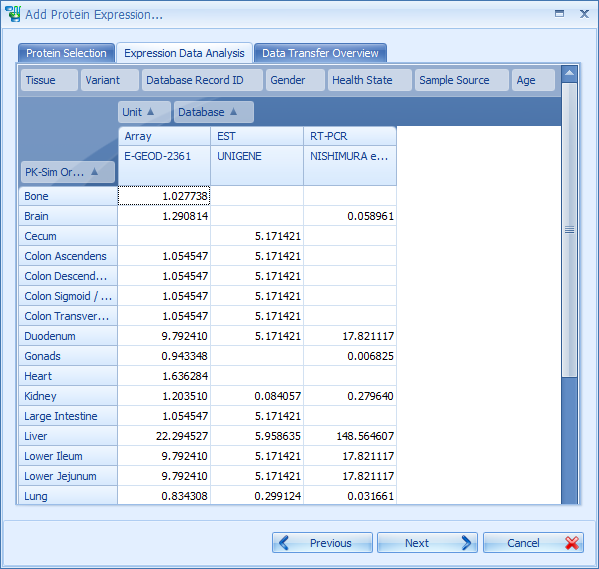 Add Protein Expression...
Protein Selection Expression Data Analysis Data Transfer Overview
Tissue Variant Database Record ID Gender Health State Sample Source Age
Unit Database
Array EST RT-PCR
PK-Sim Or... E-GEOD-2361 UNIGENE NISHIMURA e...
Bone 1.027738
Brain 1.290814 0.058961
Cecum 5.171421
Colon Ascendens 1.054547 5.171421
Colon Descend... 1.054547 5.171421
Colon Sigmoid / ... 1.054547 5.171421
Colon Transver... 1.054547 5.171421
Duodenum 9.792410 5.171421 17.821117
Gonads 0.943348 0.006825
Heart 1.636284
Kidney 1.203510 0.084057 0.279640
Large Intestine 1.054547 5.171421
Liver 22.294527 5.958635 148.564607
Lower Ileum 9.792410 5.171421 17.821117
Lower Jejunum 9.792410 5.171421 17.821117
Lung 0.834308 0.299124 0.031661
Previous Next Cancel